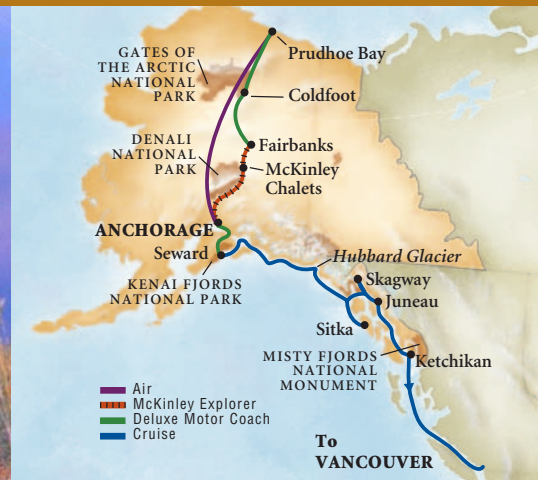 Prudhoe Bay
GATES OF
THE ARCTIC
NATIONAL
PARK
Coldfoot
Fairbanks
DENALI
NATIONAL
PARK
McKinley
Chalets
ANCHORAGE
Seward
KENAI FJORDS
NATIONAL PARK
Hubbard Glacier
Skagway
Juneau
Sitka
MISTY FJORDS
NATIONAL
MONUMENT
Ketchikan
Air
McKinley Explorer
Deluxe Motor Coach
Cruise
To
VANCOUVER